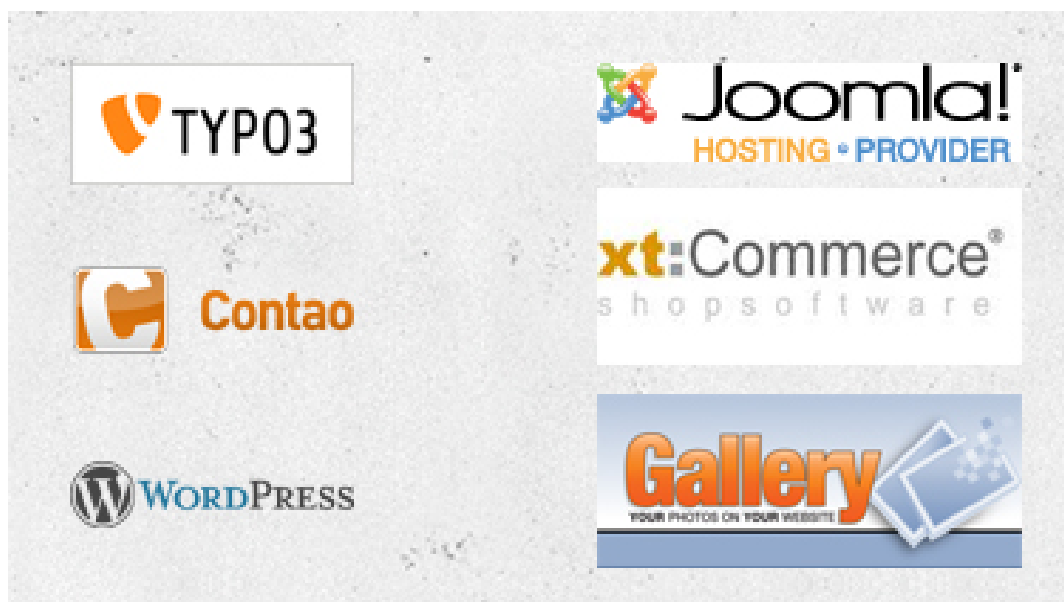 TYPO3
Contao
WORDPRESS
Joomla!
HOSTING • PROVIDER
xt:Commerce®
shopsoftware
Gallery
YOUR PHOTOS ON YOUR WEBSITE